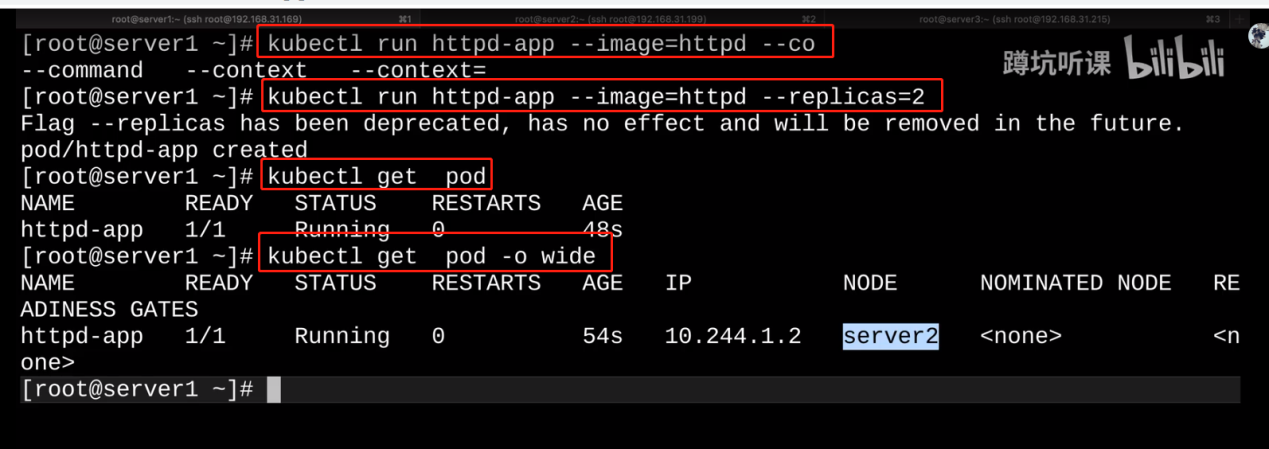 root@server1:~ (ssh root@192.168.31.169) ⌘1 root@server2:~ (ssh root@192.168.31.199) ⌘2 root@server3:~ (ssh root@192.168.31.215) ⌘3 +
[root@server1 ~]# kubectl run httpd-app --image=httpd --co
蹲坑听课 bilibili
--command --context --context=
[root@server1 ~]# kubectl run httpd-app --image=httpd --replicas=2
Flag --replicas has been deprecated, has no effect and will be removed in the future.
pod/httpd-app created
[root@server1 ~]# kubectl get  pod
NAME READY STATUS RESTARTS AGE
httpd-app 1/1 Running 0 48s
[root@server1 ~]# kubectl get  pod -o wide
NAME READY STATUS RESTARTS AGE IP NODE NOMINATED NODE RE
ADINESS GATES
httpd-app 1/1 Running 0 54s 10.244.1.2 server2 <none> <n
one>
[root@server1 ~]#